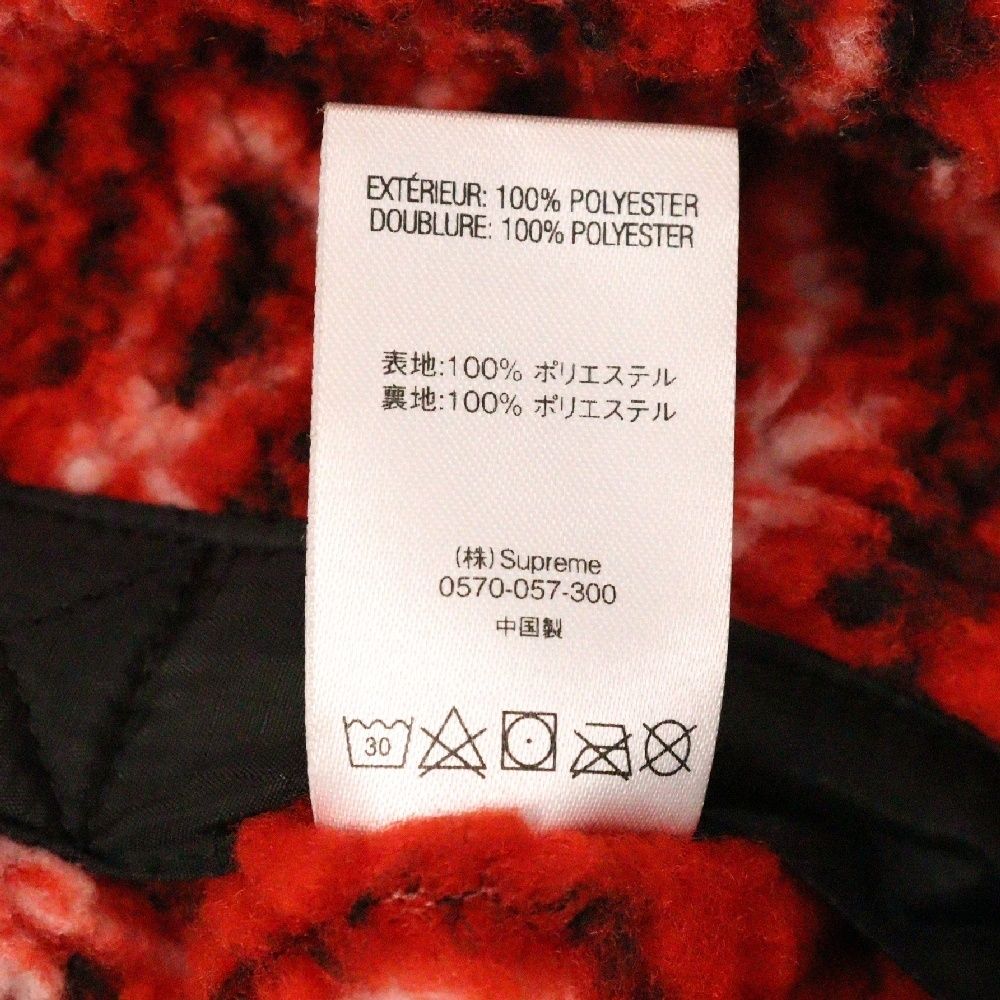 EXTÉRIEUR: 100% POLYESTER
DOUBLURE: 100% POLYESTER
表地:100% ポリエステル
裏地:100% ポリエステル
(株)Supreme
0570-057-300
中国製
30